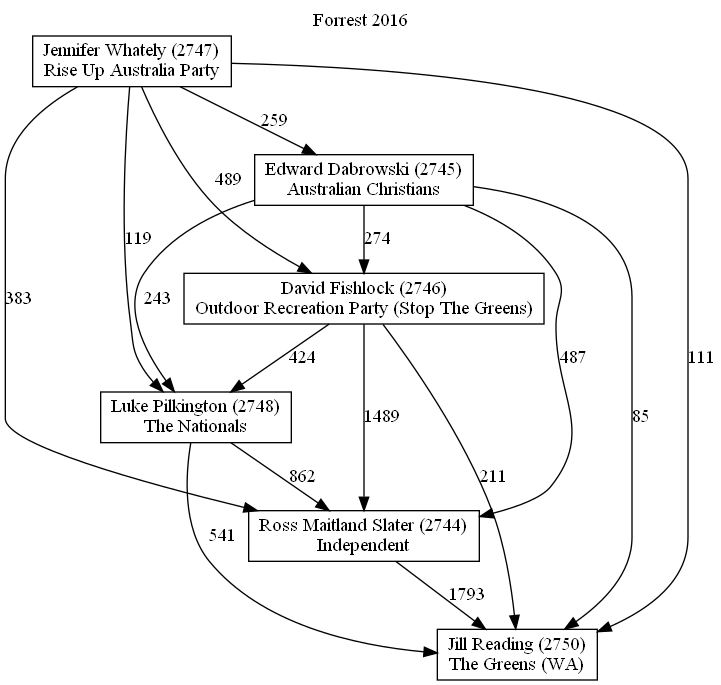 Forrest 2016
Jennifer Whately (2747)
Rise Up Australia Party
259
Edward Dabrowski (2745)
Australian Christians
489
119
274
383
243
David Fishlock (2746)
Outdoor Recreation Party (Stop The Greens)
424
487
111
Luke Pilkington (2748)
The Nationals
1489
85
862
211
Ross Maitland Slater (2744)
Independent
541
1793
Jill Reading (2750)
The Greens (WA)